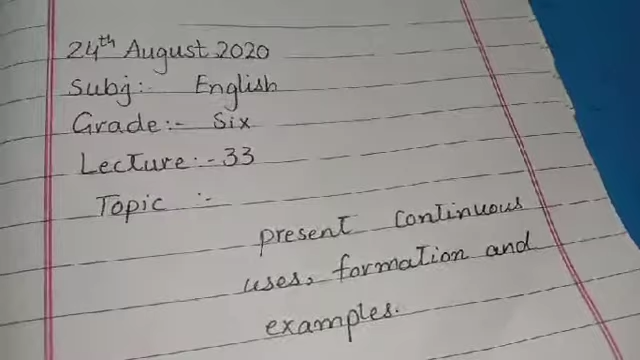 24th August 2020
Subj:- English
Grade:- Six
Lecture:- 33
Topic :-
present continuous
uses, formation and
examples.